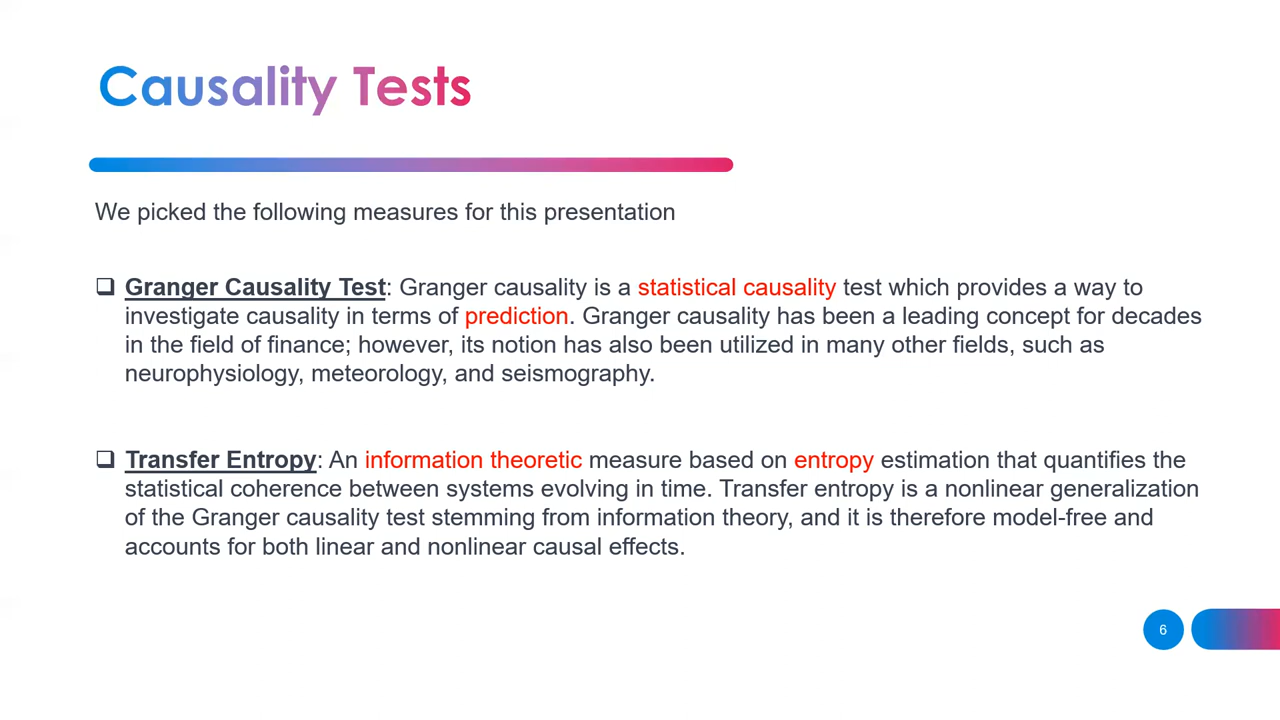 Causality Tests
We picked the following measures for this presentation
❑ Granger Causality Test: Granger causality is a statistical causality test which provides a way to
investigate causality in terms of prediction. Granger causality has been a leading concept for decades
in the field of finance; however, its notion has also been utilized in many other fields, such as
neurophysiology, meteorology, and seismography.
❑ Transfer Entropy: An information theoretic measure based on entropy estimation that quantifies the
statistical coherence between systems evolving in time. Transfer entropy is a nonlinear generalization
of the Granger causality test stemming from information theory, and it is therefore model-free and
accounts for both linear and nonlinear causal effects.
6